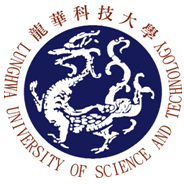 龍華科技大學
LUNGHWA UNIVERSITY OF SCIENCE AND TECHNOLOGY